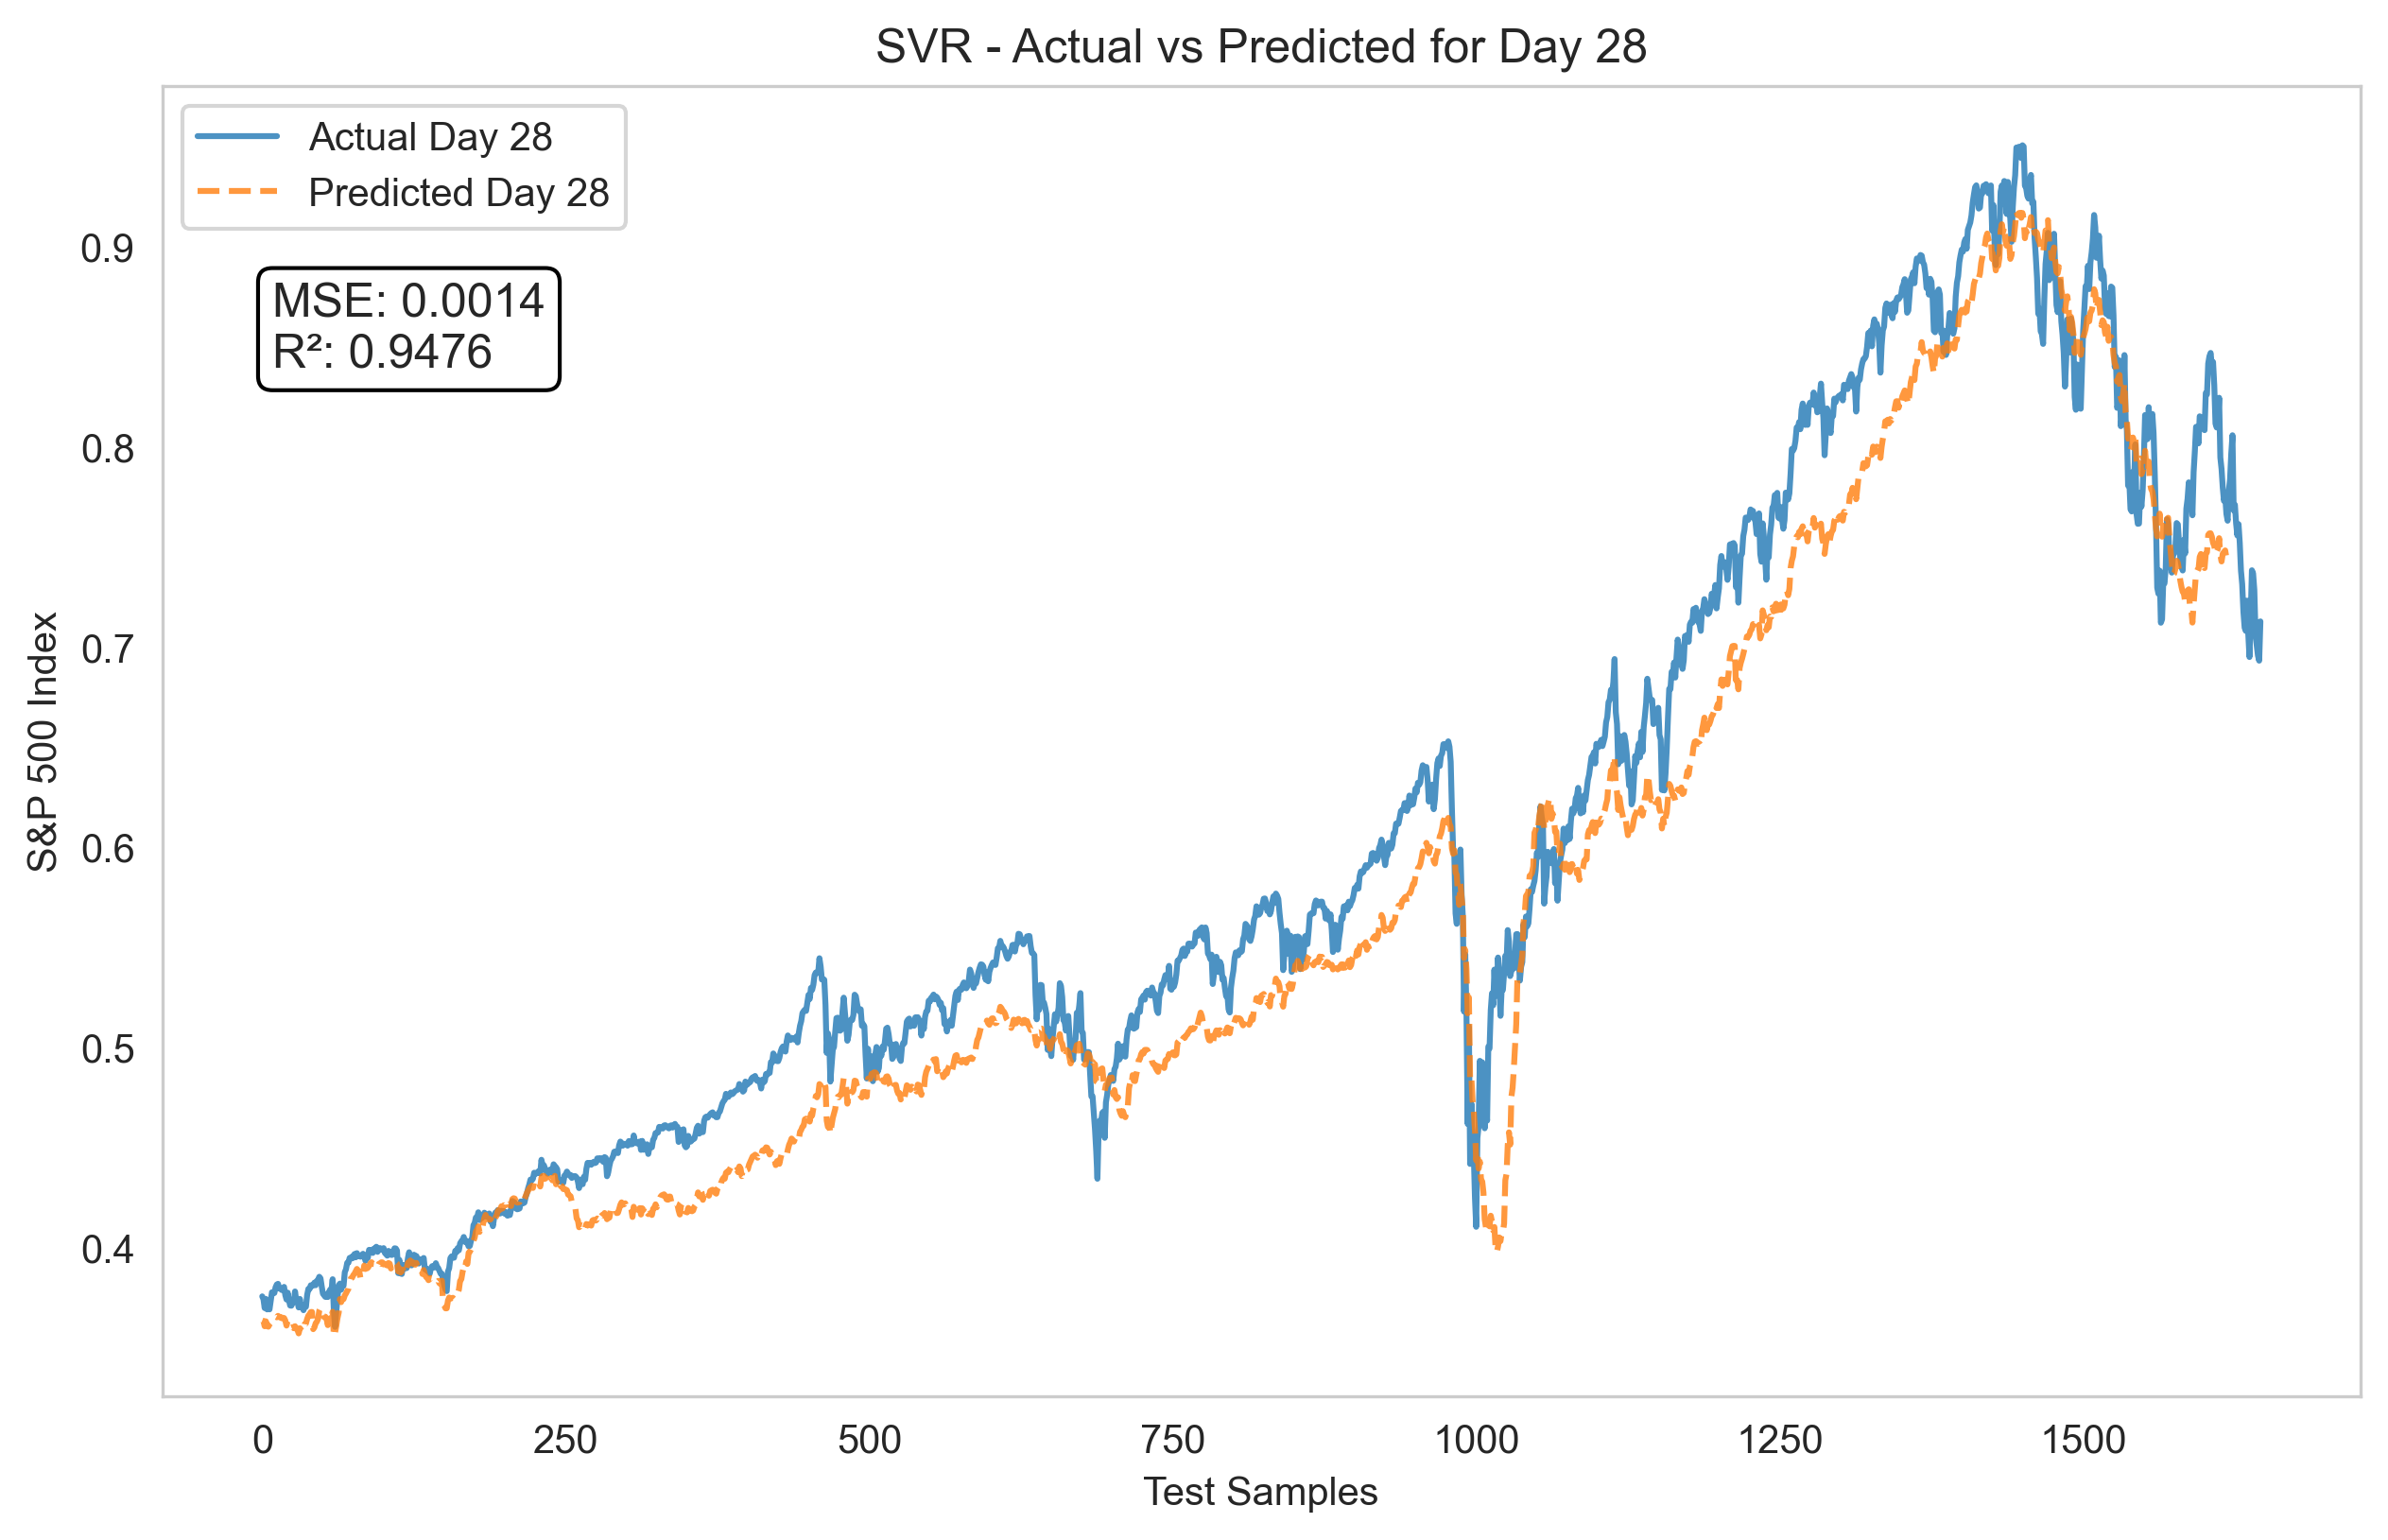 SVR - Actual vs Predicted for Day 28
Actual Day 28
Predicted Day 28
MSE: 0.0014
R²: 0.9476
S&P 500 Index
0.9
0.8
0.7
0.6
0.5
0.4
0 250 500 750 1000 1250 1500
Test Samples